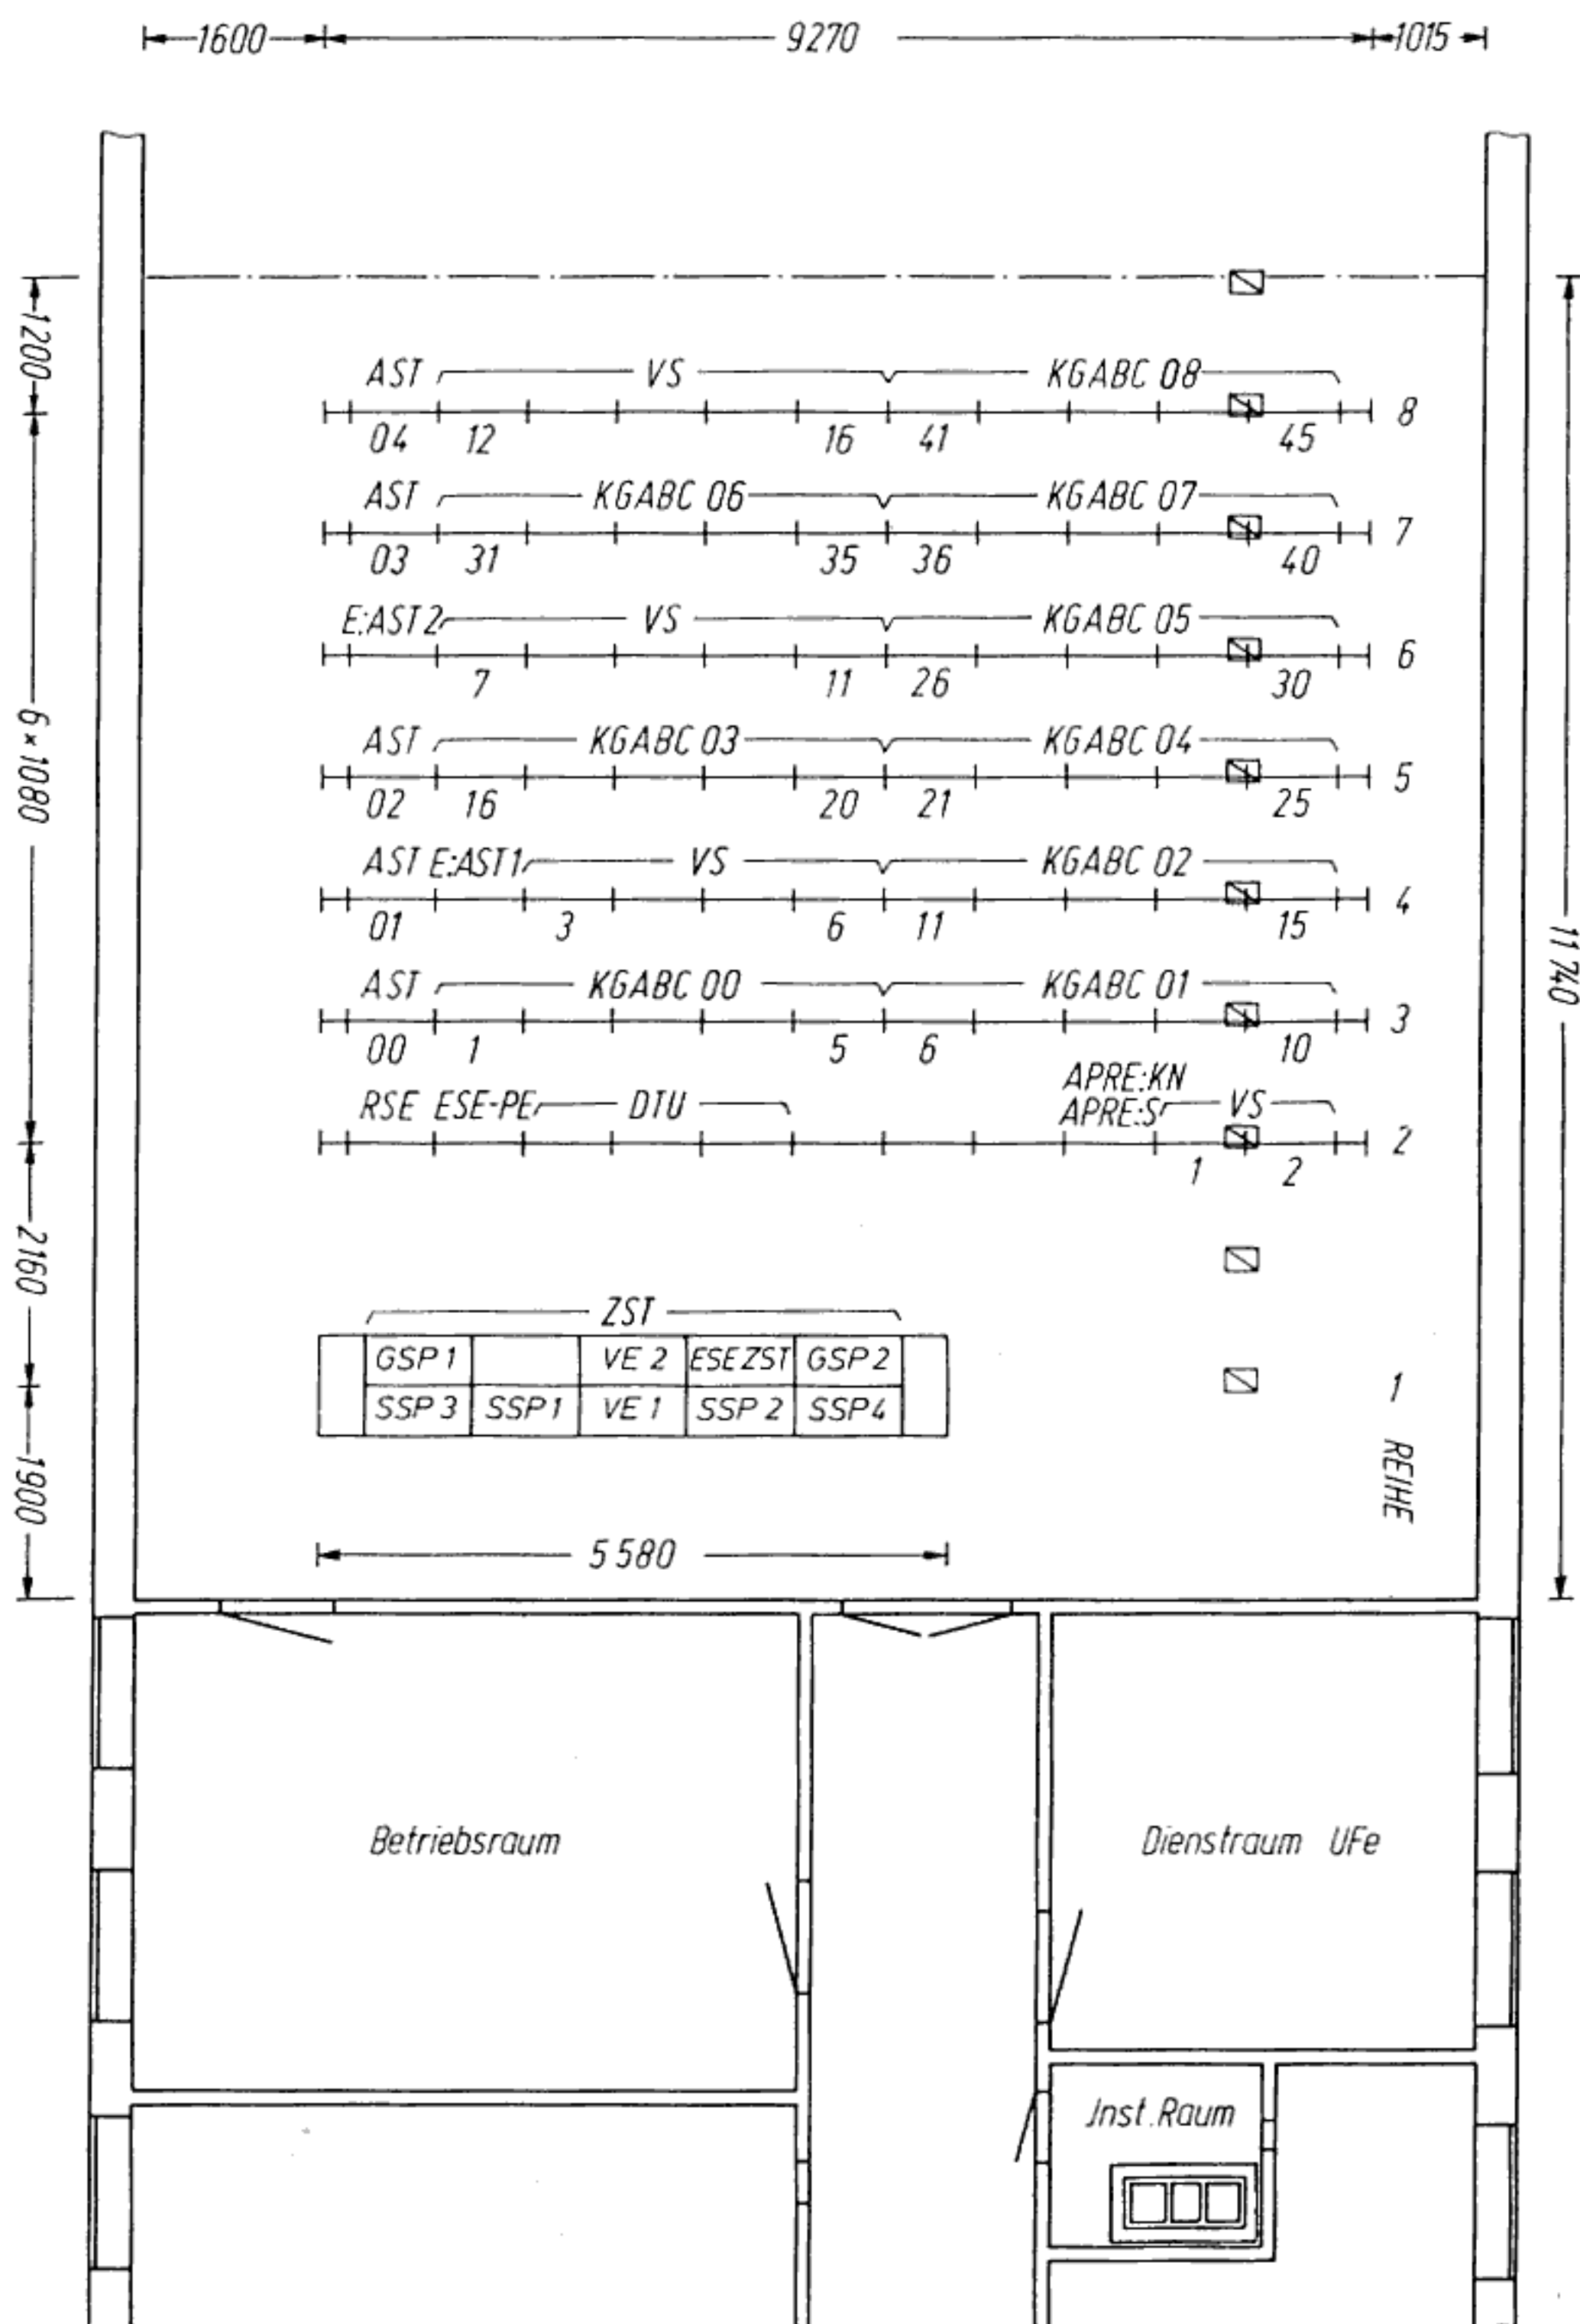 1600 9270 1015
1200
AST VS KGABC 08
04 12 16 41 45 8
AST KGABC 06 KGABC 07
03 31 35 36 40 7
E:AST2 VS KGABC 05
7 11 26 30 6
6×1080
AST KGABC 03 KGABC 04
02 16 20 21 25 5
AST E:AST1 VS KGABC 02
01 3 6 11 15 4
11 740
AST KGABC 00 KGABC 01
00 1 5 6 10 3
APRE:KN
RSE ESE-PE DTU APRE:S VS
1 2 2
2160
ZST
GSP 1 VE 2 ESE ZST GSP 2
SSP 3 SSP 1 VE 1 SSP 2 SSP 4
1
REIHE
1900
5 580
Betriebsraum Dienstraum UFe
Jnst.Raum